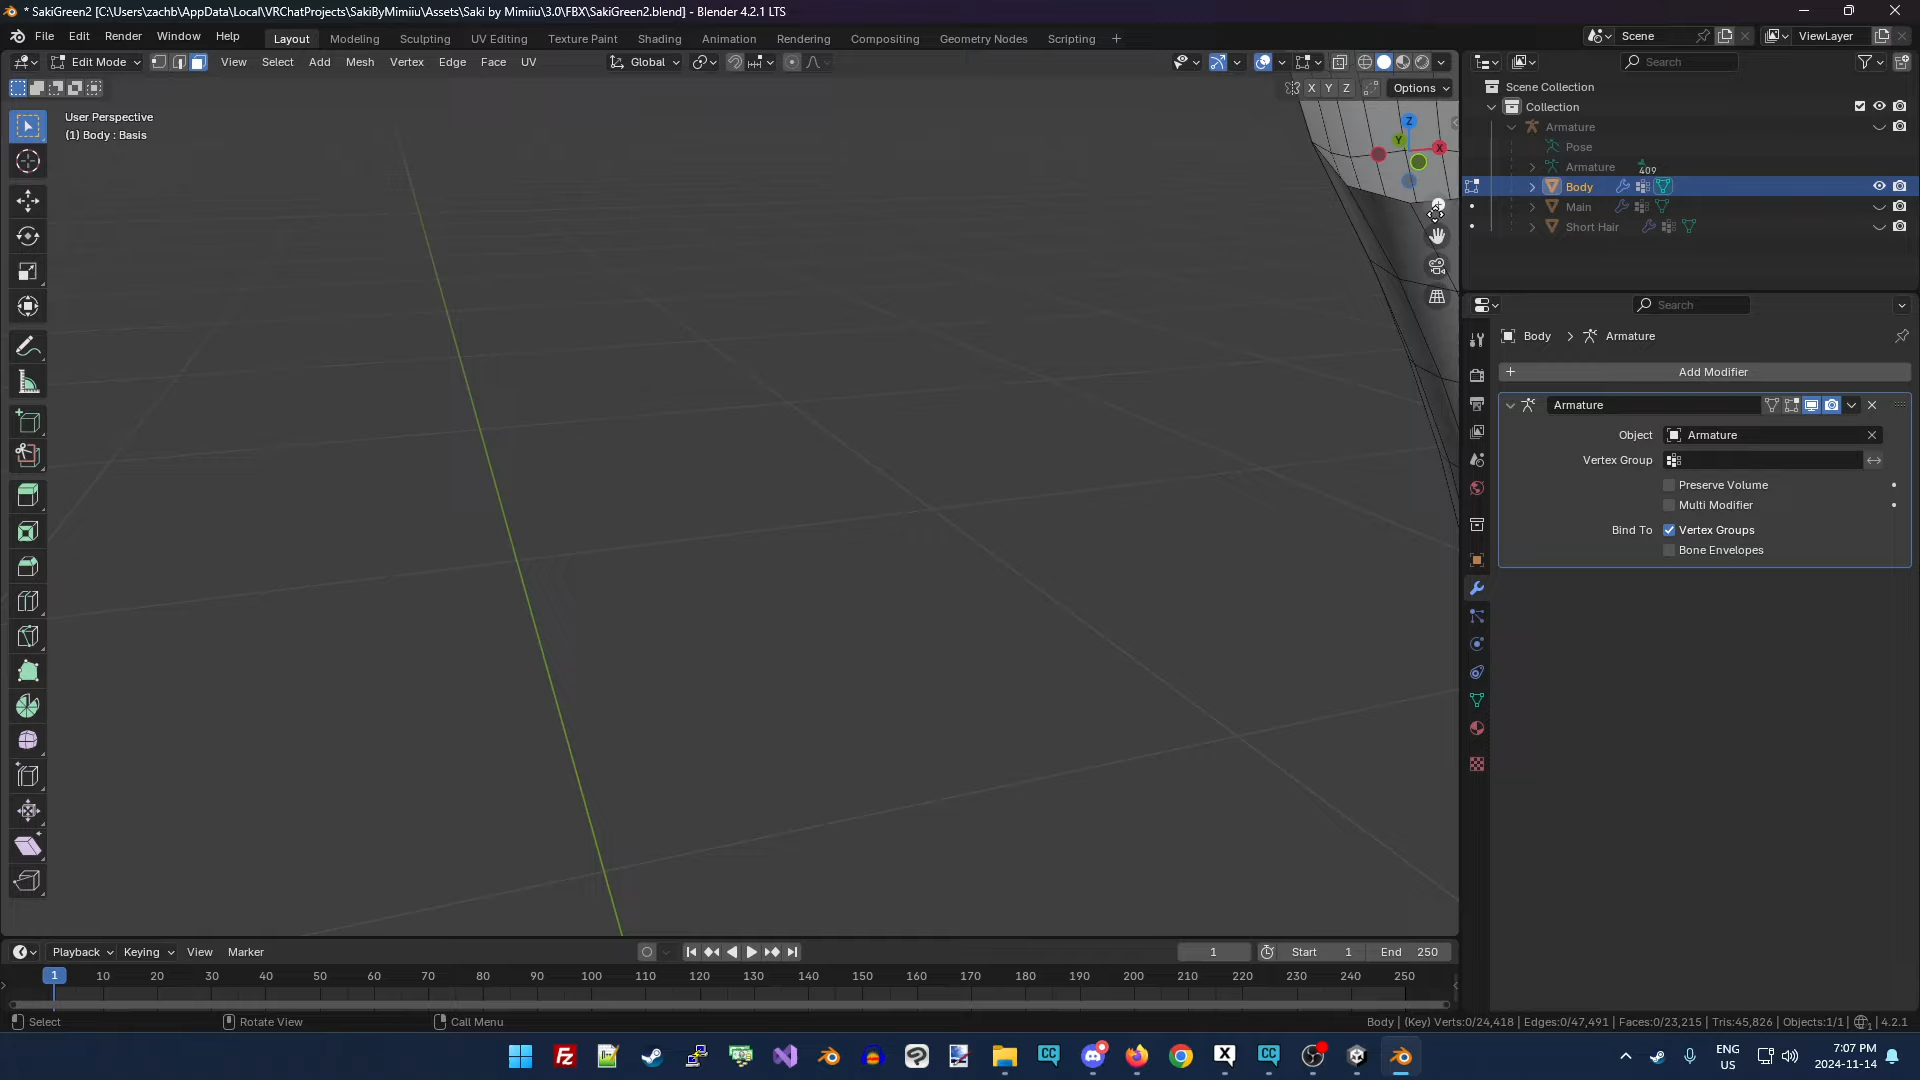 * SakiGreen2 [C:\Users\zachb\AppData\Local\VRChatProjects\SakiByMimiiu\Assets\Saki by Mimiiu\3.0\FBX\SakiGreen2.blend] - Blender 4.2.1 LTS
File Edit Render Window Help Layout Modeling Sculpting UV Editing Texture Paint Shading Animation Rendering Compositing Geometry Nodes Scripting + Scene ViewLayer
Edit Mode View Select Add Mesh Vertex Edge Face UV Global Search
X Y Z Options
User Perspective
(1) Body : Basis
Z
Y
X
Scene Collection
Collection
Armature
Pose
Armature 409
Body
Main
Short Hair
Search
Body > Armature
+ Add Modifier
Armature
Object Armature
Vertex Group
Preserve Volume
Multi Modifier
Bind To Vertex Groups
Bone Envelopes
Playback Keying View Marker 1 Start 1 End 250
1 10 20 30 40 50 60 70 80 90 100 110 120 130 140 150 160 170 180 190 200 210 220 230 240 250
Select Rotate View Call Menu Body | (Key) Verts:0/24,418 | Edges:0/47,491 | Faces:0/23,215 | Tris:45,826 | Objects:1/1 | 4.2.1
ENG
US
7:07 PM
2024-11-14